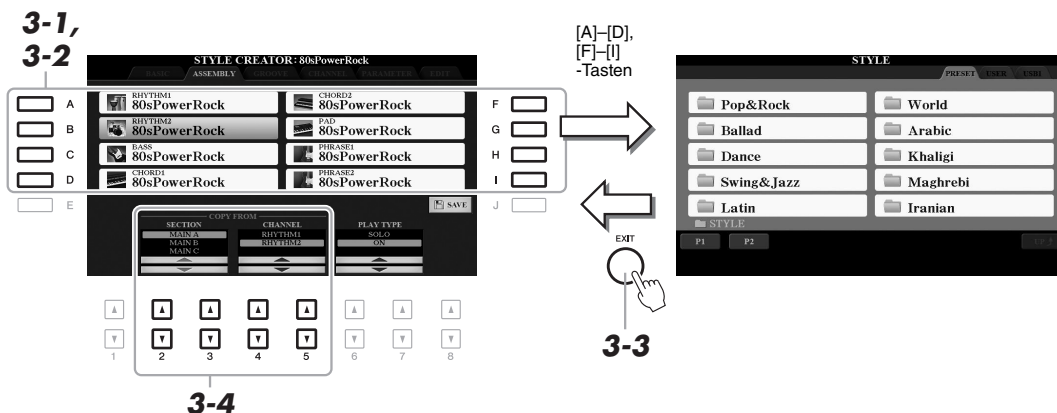 3-1,
3-2
[A]–[D],
[F]–[I]
-Tasten
STYLE CREATOR: 80sPowerRock
BASIC ASSEMBLY GROOVE CHANNEL PARAMETER EDIT
A
RHYTHM1
80sPowerRock
CHORD2
80sPowerRock
F
B
RHYTHM2
80sPowerRock
PAD
80sPowerRock
G
C
BASS
80sPowerRock
PHRASE1
80sPowerRock
H
D
CHORD1
80sPowerRock
PHRASE2
80sPowerRock
I
E
SAVE
J
COPY FROM
SECTION
MAIN A
MAIN B
MAIN C
CHANNEL
RHYTHM1
RHYTHM2
PLAY TYPE
SOLO
ON
1 2 3 4 5 6 7 8
3-4
EXIT
3-3
STYLE
PRESET USER USB1
Pop&Rock
World
Ballad
Arabic
Dance
Khaligi
Swing&Jazz
Maghrebi
Latin
Iranian
STYLE
P1 P2